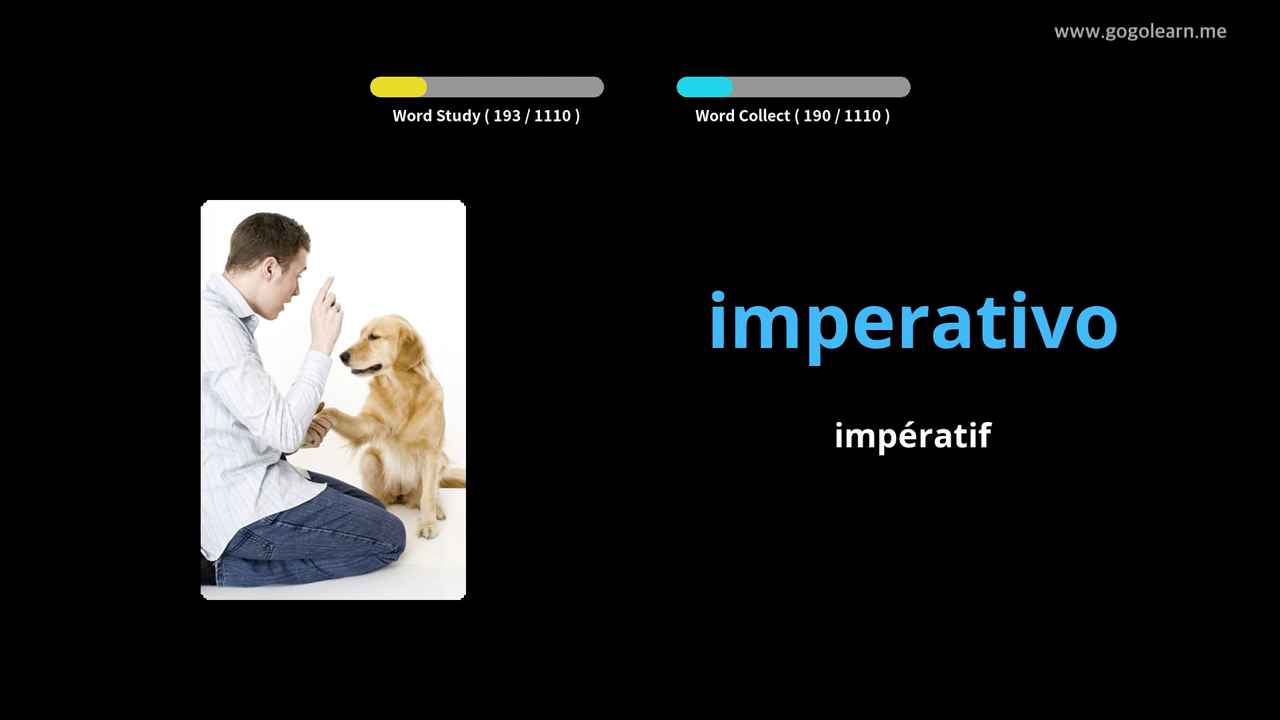 www.gogolearn.me
Word Study ( 193 / 1110 )
Word Collect ( 190 / 1110 )
imperativo
impératif